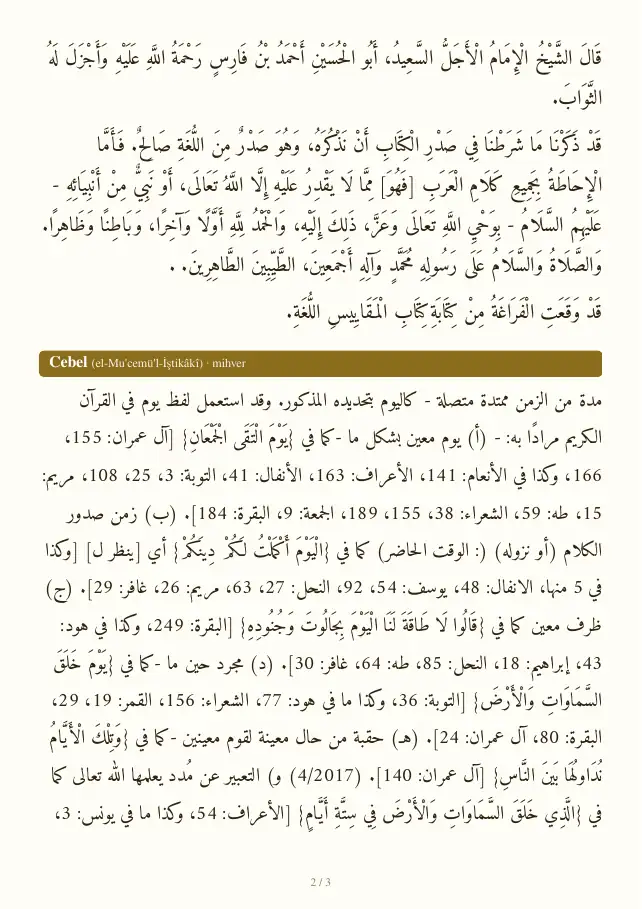 قَالَ الشَّيْخُ الْإِمَامُ الْأَجَلُّ السَّعِيدُ، أَبُو الْحُسَيْنِ أَحْمَدُ بْنُ فَارِسٍ رَحْمَةُ اللَّهِ عَلَيْهِ وَأَجْزَلَ لَهُ
الثَّوَابَ.
قَدْ ذَكَرْنَا مَا شَرَطْنَا فِي صَدْرِ الْكِتَابِ أَنْ نَذْكُرَهُ، وَهُوَ صَدْرٌ مِنَ اللُّغَةِ صَالِحٌ. فَأَمَّا
الْإِحَاطَةُ بِجَمِيعِ كَلَامِ الْعَرَبِ [فَهُوَ] مِمَّا لَا يَقْدِرُ عَلَيْهِ إِلَّا اللَّهُ تَعَالَى، أَوْ نَبِيٌّ مِنْ أَنْبِيَائِهِ -
عَلَيْهِمُ السَّلَامُ - بِوَحْيِ اللَّهِ تَعَالَى وَعَزَّ، ذَلِكَ إِلَيْهِ، وَالْحَمْدُ لِلَّهِ أَوَّلًا وَآخِرًا، وَبَاطِنًا وَظَاهِرًا.
وَالصَّلَاةُ وَالسَّلَامُ عَلَى رَسُولِهِ مُحَمَّدٍ وَآلِهِ أَجْمَعِينَ، الطَّيِّبِينَ الطَّاهِرِينَ. .
قَدْ وَقَعَتِ الْفَرَاغَةُ مِنْ كِتَابَةِ كِتَابِ الْمَقَايِيسِ اللُّغَةِ.
Cebel (el-Mu'cemü'l-İştikâkî) · mihver
مدة من الزمن ممتدة متصلة - كاليوم بتحديده المذكور. وقد استعمل لفظ يوم في القرآن
الكريم مرادًا به: - (أ) يوم معين بشكل ما -كما في {يَوْمَ الْتَقَى الْجَمْعَانِ} [آل عمران: 155،
166، وكذا في الأنعام: 141، الأعراف: 163، الأنفال: 41، التوبة: 3، 25، 108، مريم:
15، طه: 59، الشعراء: 38، 155، 189، الجمعة: 9، البقرة: 184]. (ب) زمن صدور
الكلام (أو نزوله) (: الوقت الحاضر) كما في {الْيَوْمَ أَكْمَلْتُ لَكُمْ دِينَكُمْ} أي [ينظر ل] [وكذا
في 5 منها، الانفال: 48، يوسف: 54، 92، النحل: 27، 63، مريم: 26، غافر: 29]. (ج)
ظرف معين كما في {قَالُوا لَا طَاقَةَ لَنَا الْيَوْمَ بِجَالُوتَ وَجُنُودِهِ} [البقرة: 249، وكذا في هود:
43، إبراهيم: 18، النحل: 85، طه: 64، غافر: 30]. (د) مجرد حين ما -كما في {يَوْمَ خَلَقَ
السَّمَاوَاتِ وَالْأَرْضَ} [التوبة: 36، وكذا ما في هود: 77، الشعراء: 156، القمر: 19، 29،
البقرة: 80، آل عمران: 24]. (هـ) حقبة من حال معينة لقوم معينين -كما في {وَتِلْكَ الْأَيَّامُ
نُدَاوِلُهَا بَيْنَ النَّاسِ} [آل عمران: 140]. (4/2017) و) التعبير عن مُدد يعلمها الله تعالى كما
في {الَّذِي خَلَقَ السَّمَاوَاتِ وَالْأَرْضَ فِي سِتَّةِ أَيَّامٍ} [الأعراف: 54، وكذا ما في يونس: 3،
2 / 3